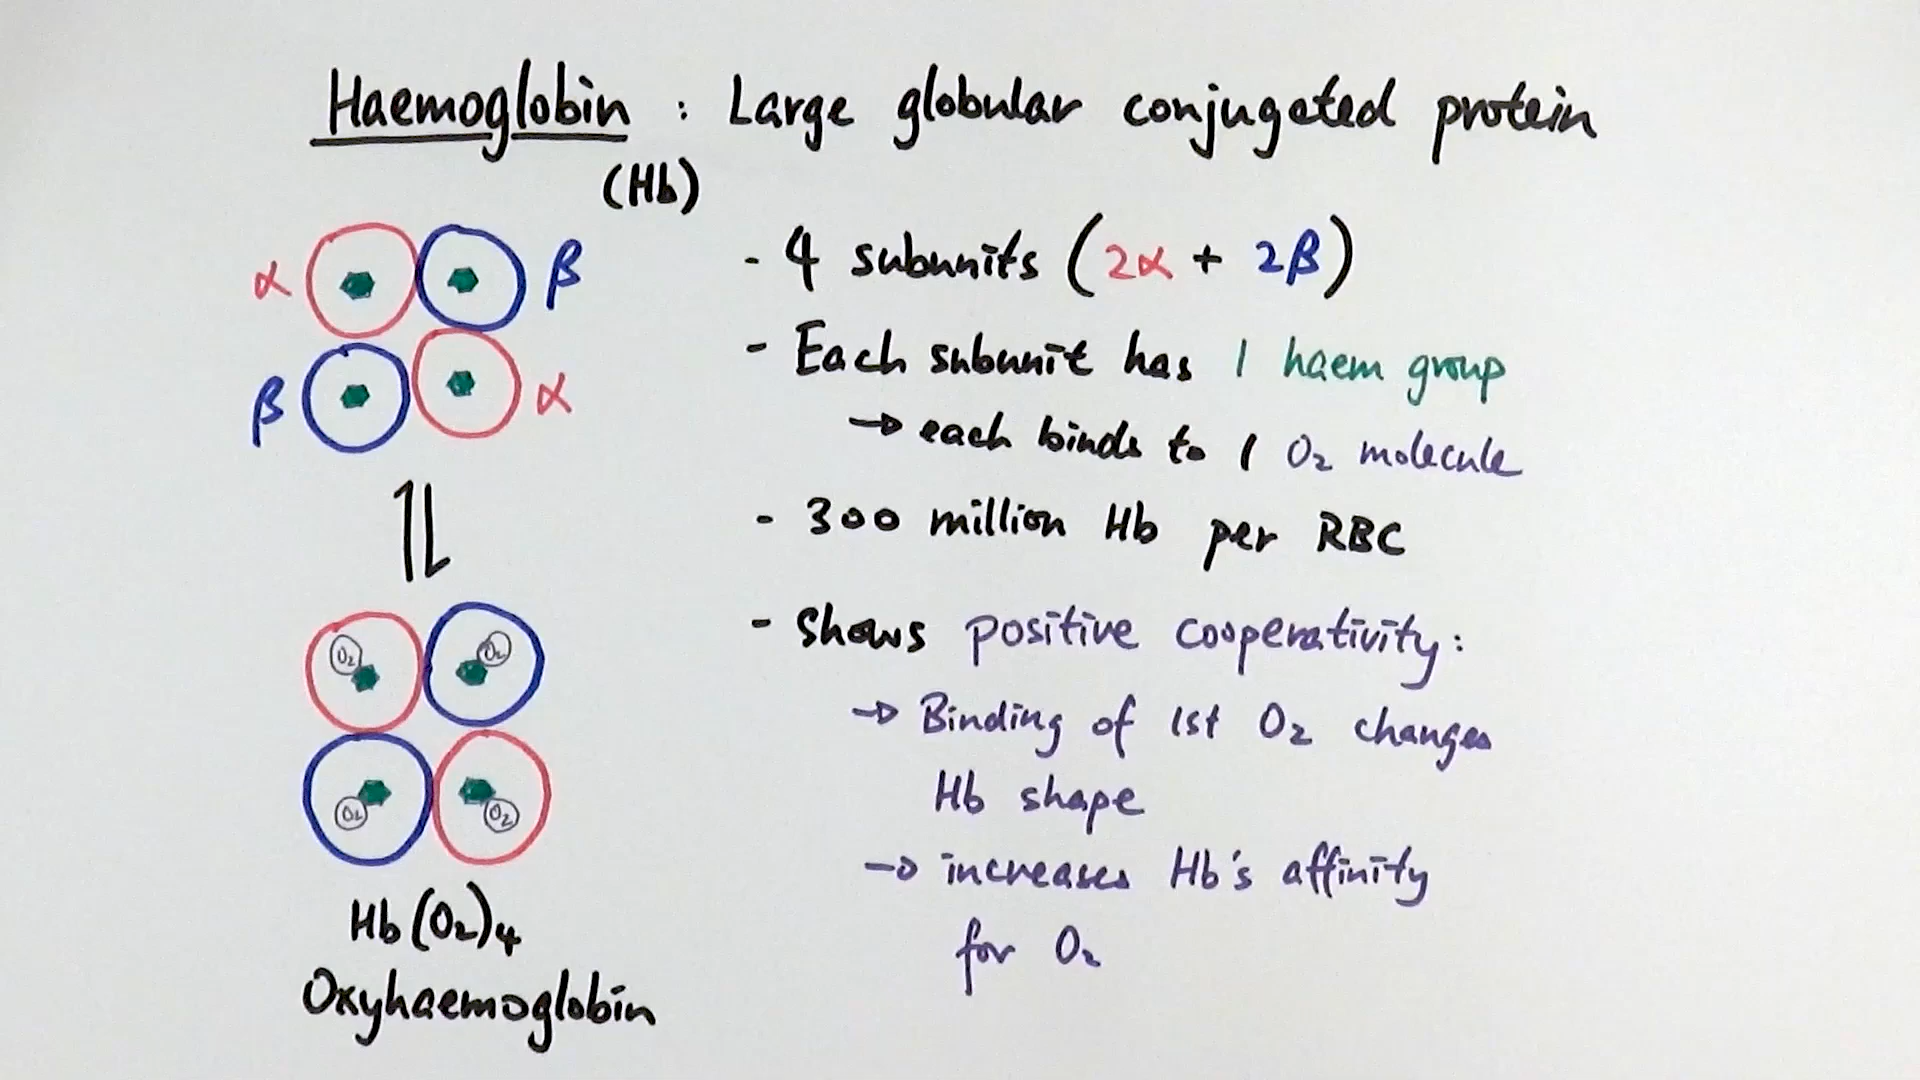 Haemoglobin : Large globular conjugated protein
(Hb)
α β
β α
- 4 subunits (2α + 2β)
- Each subunit has 1 haem group
→ each binds to 1 O₂ molecule
- 300 million Hb per RBC
- Shows positive cooperativity:
→ Binding of 1st O₂ changes
Hb shape
→ increases Hb's affinity
for O₂
O₂ O₂
O₂ O₂
Hb(O₂)₄
Oxyhaemoglobin